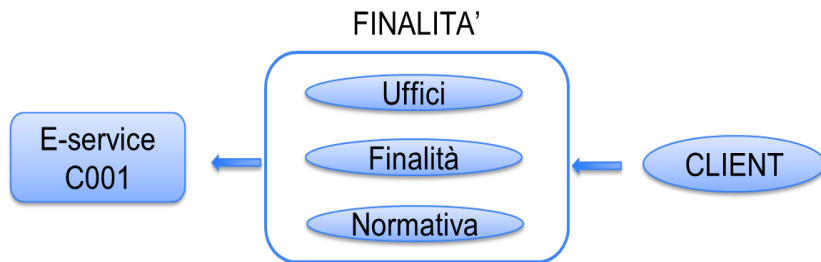 FINALITA’
Uffici
E-service
C001
Finalità
CLIENT
Normativa